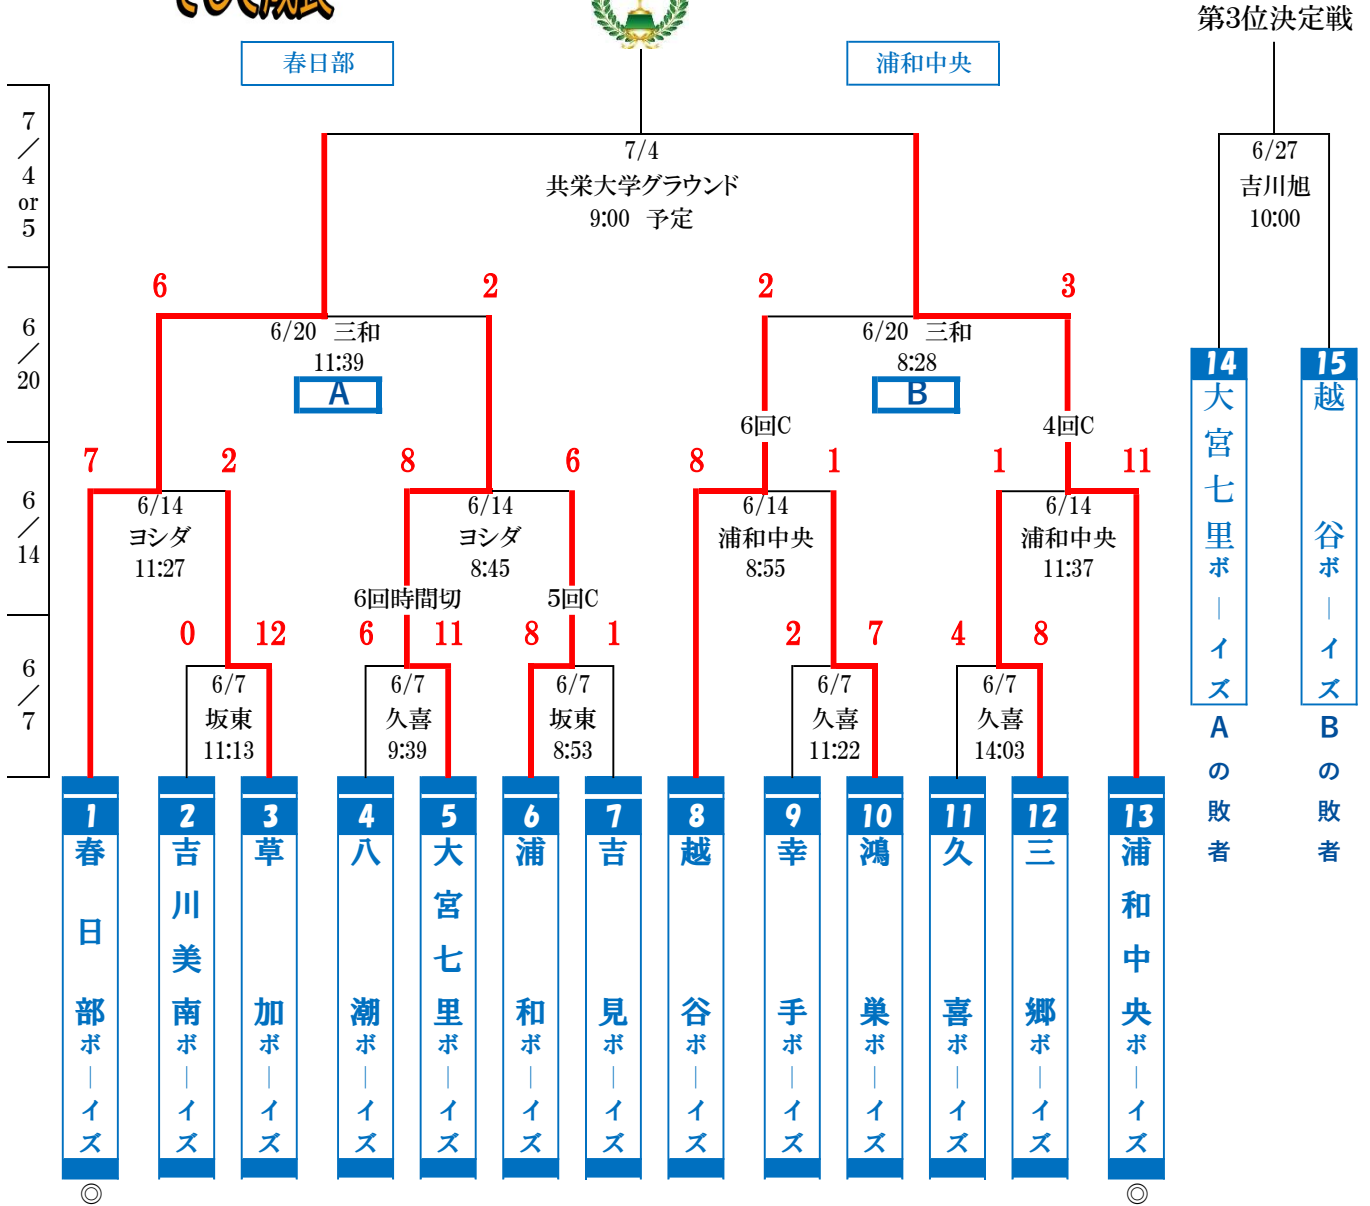 そして成長
第3位決定戦
春日部
浦和中央
7/4or5
7/4
共栄大学グラウンド
9:00 予定
6/27
吉川旭
10:00
6
2
2
3
6/20
6/20 三和
11:39
A
6/20 三和
8:28
B
14
大宮七里ボーイズ
Aの敗者
15
越谷ボーイズ
Bの敗者
6回C
4回C
7
2
8
6
8
1
1
11
6/14
6/14
ヨシダ
11:27
6/14
ヨシダ
8:45
6/14
浦和中央
8:55
6/14
浦和中央
11:37
6回時間切
5回C
0
12
6
11
8
1
2
7
4
8
6/7
6/7
坂東
11:13
6/7
久喜
9:39
6/7
坂東
8:53
6/7
久喜
11:22
6/7
久喜
14:03
1
春日部ボーイズ
2
吉川美南ボーイズ
3
草加ボーイズ
4
八潮ボーイズ
5
大宮七里ボーイズ
6
浦和ボーイズ
7
吉見ボーイズ
8
越谷ボーイズ
9
幸手ボーイズ
10
鴻巣ボーイズ
11
久喜ボーイズ
12
三郷ボーイズ
13
浦和中央ボーイズ
◎
◎